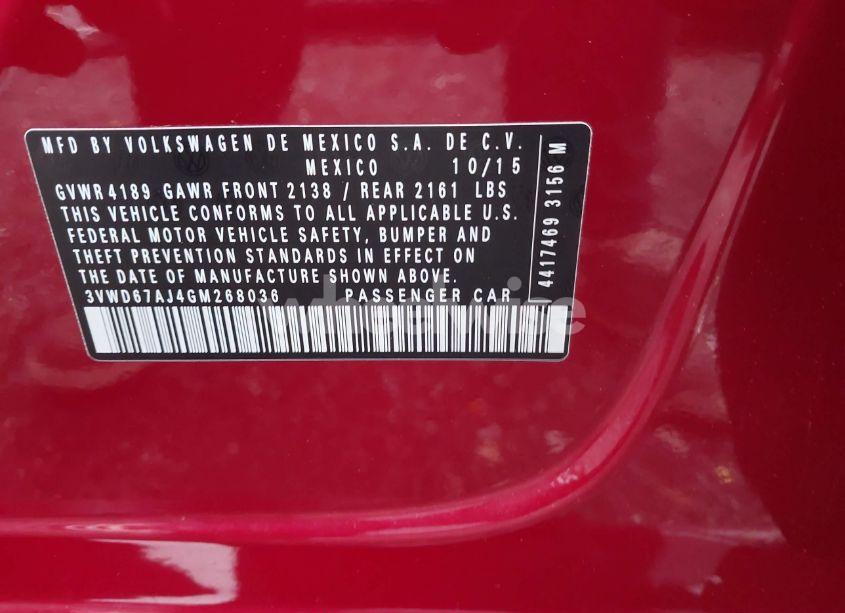 MFD BY VOLKSWAGEN DE MEXICO S.A. DE C.V.
MEXICO 10/15
GVWR 4189 GAWR FRONT 2138 / REAR 2161 LBS
THIS VEHICLE CONFORMS TO ALL APPLICABLE U.S.
FEDERAL MOTOR VEHICLE SAFETY, BUMPER AND
THEFT PREVENTION STANDARDS IN EFFECT ON
THE DATE OF MANUFACTURE SHOWN ABOVE.
3VWD67AJ4GM268036 PASSENGER CAR
4417469 3156 M
wheelwise